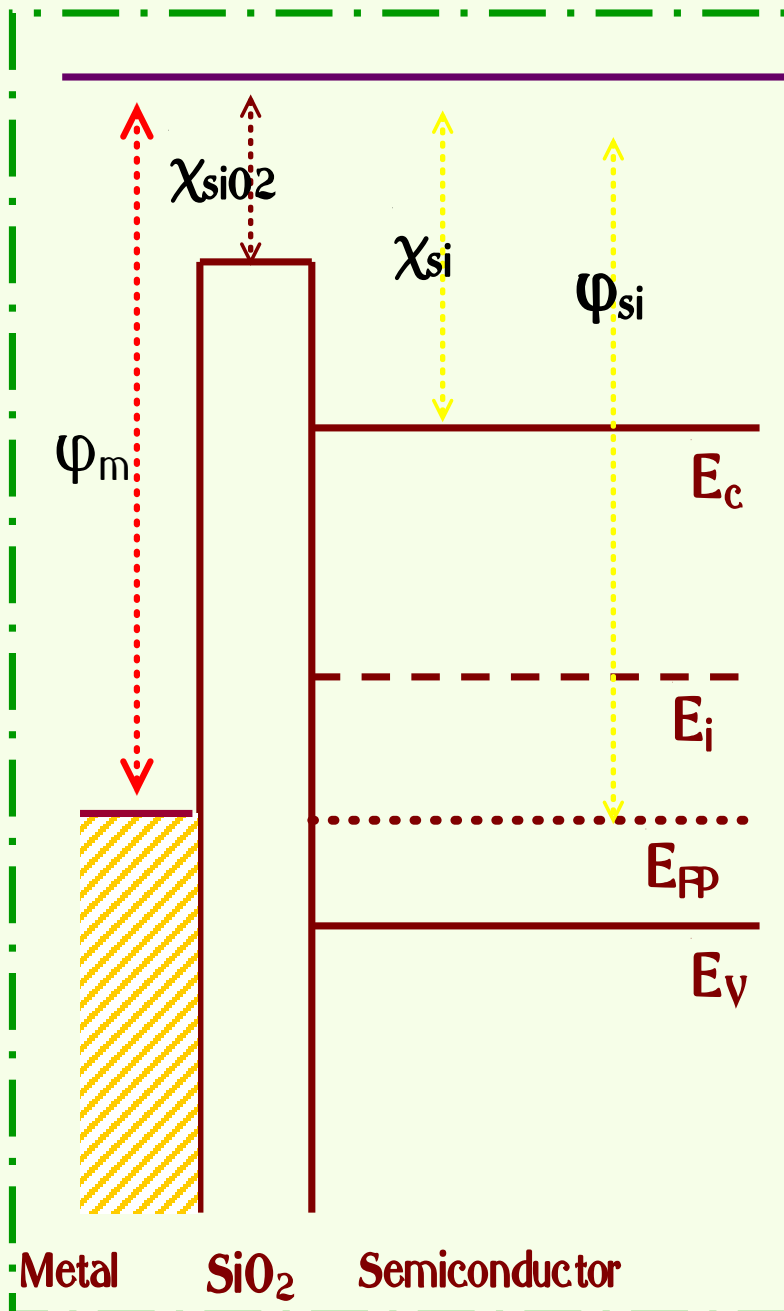 χsiO2
χsi
φsi
φm
Ec
Ei
EFP
EV
Metal SiO2 Semiconductor